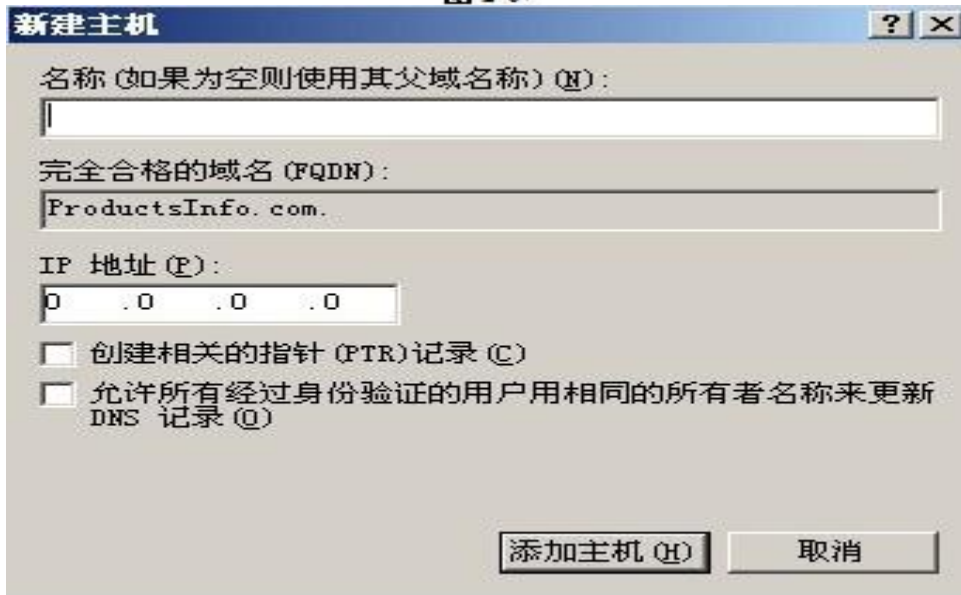 新建主机
名称(如果为空则使用其父域名称)(N):
完全合格的域名(FQDN):
ProductsInfo.com.
IP 地址(P):
0 .0 .0 .0
创建相关的指针(PTR)记录(C)
允许所有经过身份验证的用户用相同的所有者名称来更新
DNS 记录(O)
添加主机(H) 取消